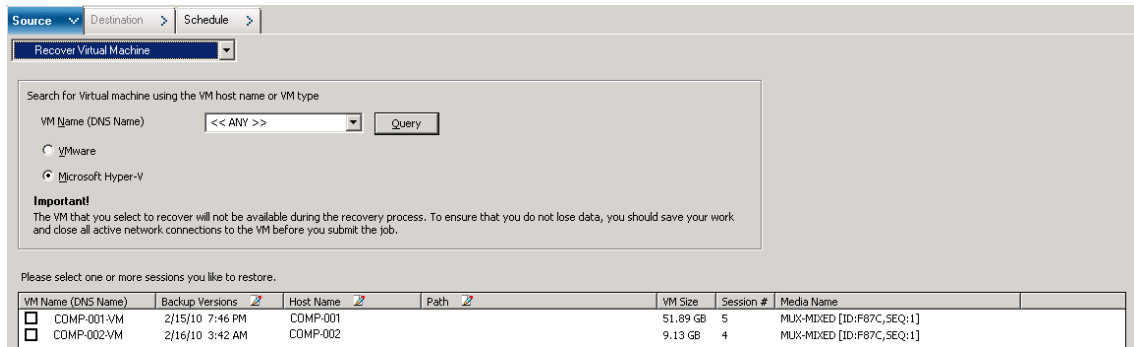 Source Destination Schedule
Recover Virtual Machine
Search for Virtual machine using the VM host name or VM type
VM Name (DNS Name) << ANY >> Query
VMware
Microsoft Hyper-V
Important!
The VM that you select to recover will not be available during the recovery process. To ensure that you do not lose data, you should save your work
and close all active network connections to the VM before you submit the job.
Please select one or more sessions you like to restore.
VM Name (DNS Name) Backup Versions Host Name Path VM Size Session # Media Name
COMP-001-VM 2/15/10 7:46 PM COMP-001 51.89 GB 5 MUX-MIXED [ID:F87C,SEQ:1]
COMP-002-VM 2/16/10 3:42 AM COMP-002 9.13 GB 4 MUX-MIXED [ID:F87C,SEQ:1]